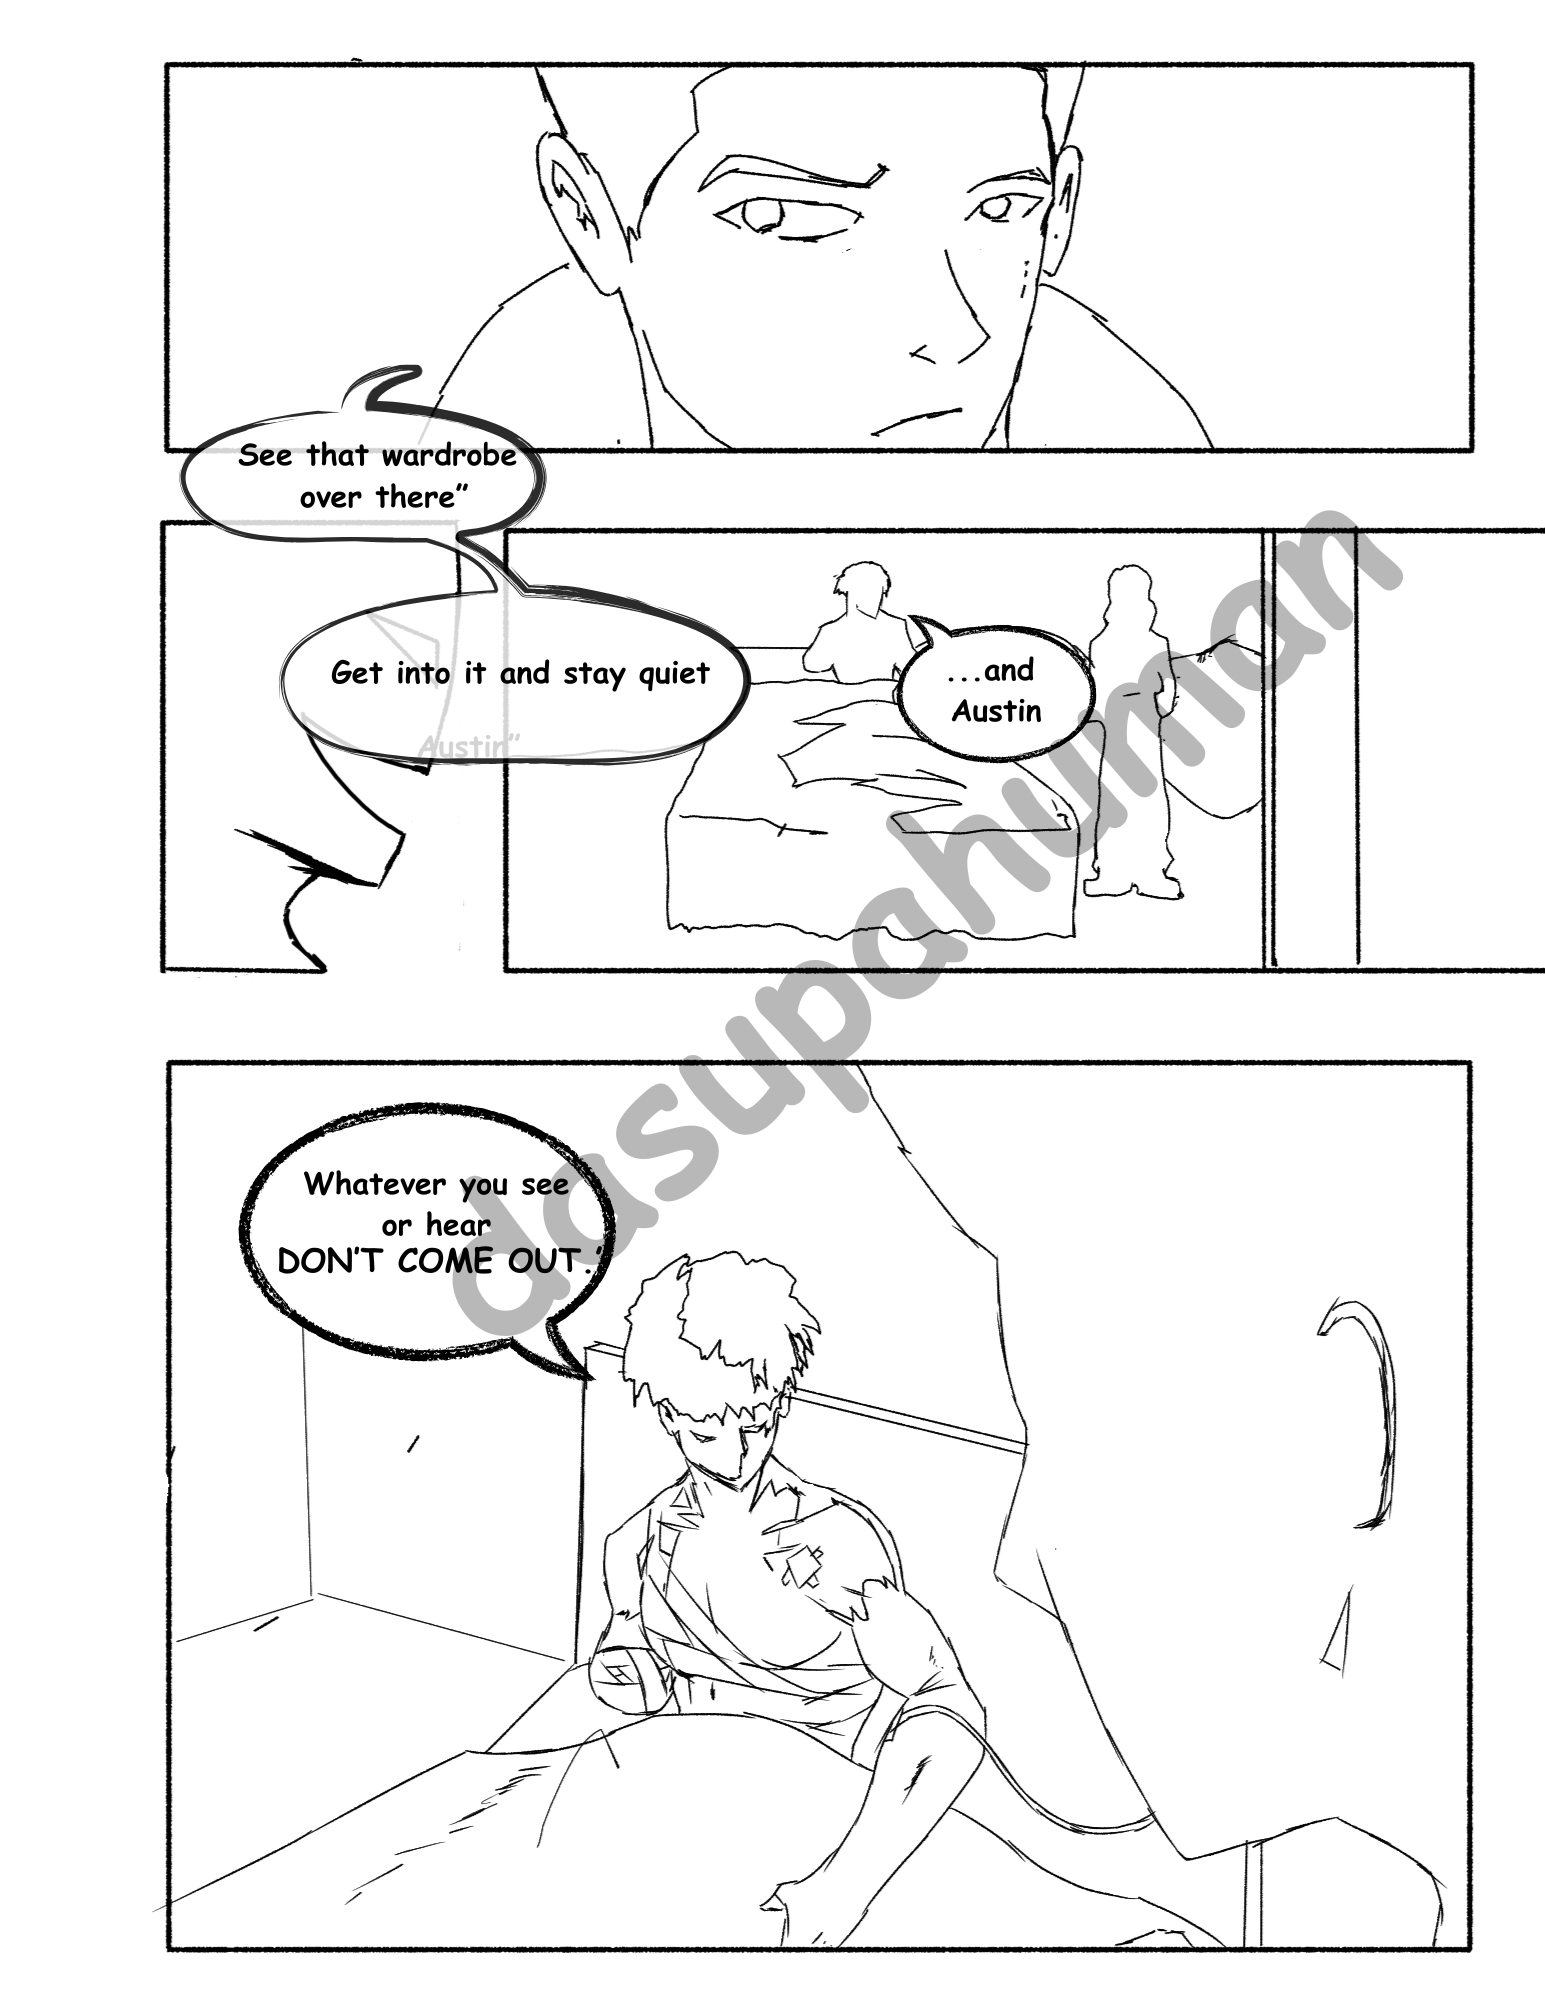 See that wardrobe
over there”
Get into it and stay quiet
Austin”
...and
Austin
Whatever you see
or hear
DON'T COME OUT.'
dasupahuman